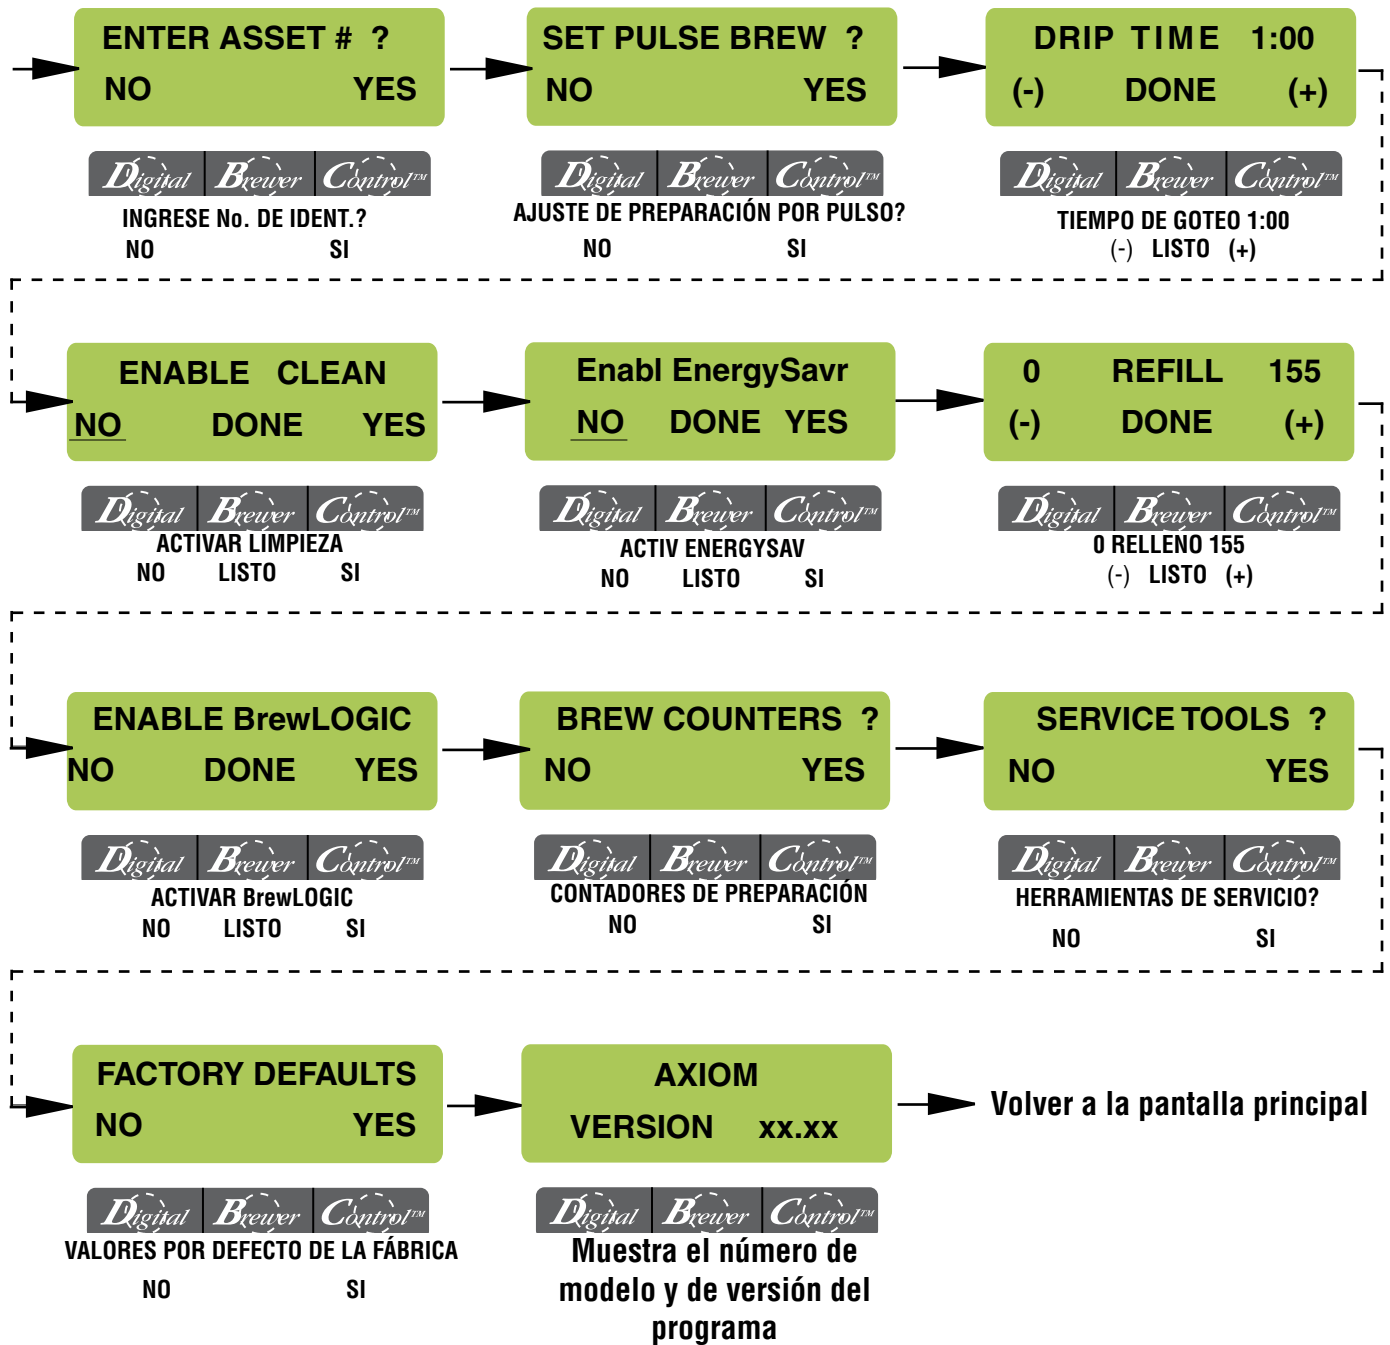 ENTER ASSET # ?
NO YES
Digital Brewer Control™
INGRESE No. DE IDENT.?
NO SI
SET PULSE BREW ?
NO YES
Digital Brewer Control™
AJUSTE DE PREPARACIÓN POR PULSO?
NO SI
DRIP TIME 1:00
(-) DONE (+)
Digital Brewer Control™
TIEMPO DE GOTEO 1:00
(-) LISTO (+)
ENABLE CLEAN
NO DONE YES
Digital Brewer Control™
ACTIVAR LIMPIEZA
NO LISTO SI
Enabl EnergySavr
NO DONE YES
Digital Brewer Control™
ACTIV ENERGYSAV
NO LISTO SI
0 REFILL 155
(-) DONE (+)
Digital Brewer Control™
0 RELLENO 155
(-) LISTO (+)
ENABLE BrewLOGIC
NO DONE YES
Digital Brewer Control™
ACTIVAR BrewLOGIC
NO LISTO SI
BREW COUNTERS ?
NO YES
Digital Brewer Control™
CONTADORES DE PREPARACIÓN
NO SI
SERVICE TOOLS ?
NO YES
Digital Brewer Control™
HERRAMIENTAS DE SERVICIO?
NO SI
FACTORY DEFAULTS
NO YES
Digital Brewer Control™
VALORES POR DEFECTO DE LA FÁBRICA
NO SI
AXIOM
VERSION xx.xx
Digital Brewer Control™
Muestra el número de
modelo y de versión del
programa
Volver a la pantalla principal